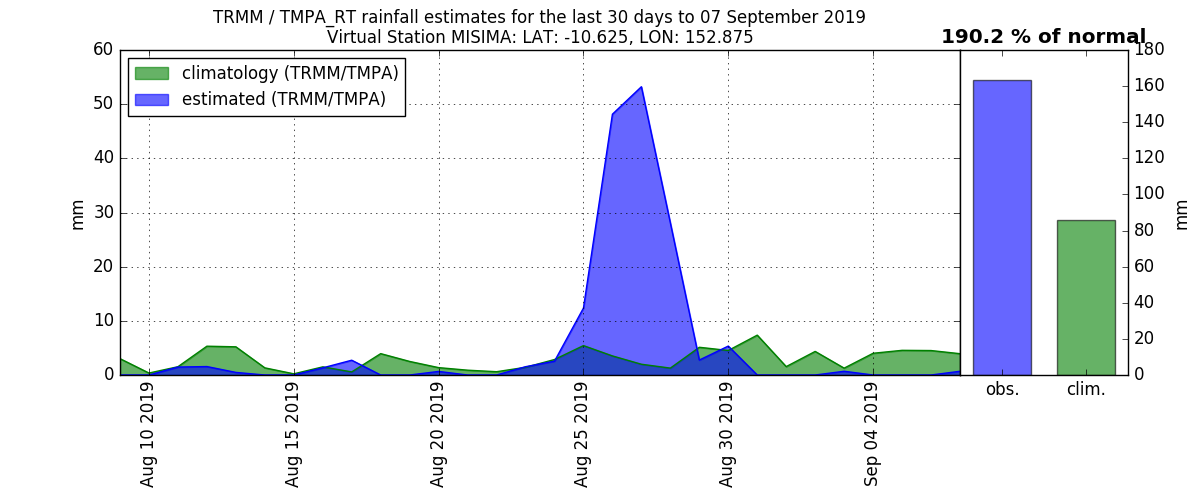 TRMM / TMPA_RT rainfall estimates for the last 30 days to 07 September 2019
Virtual Station MISIMA: LAT: -10.625, LON: 152.875
190.2 % of normal
climatology (TRMM/TMPA)
estimated (TRMM/TMPA)
60
50
40
30
20
10
0
mm
Aug 10 2019
Aug 15 2019
Aug 20 2019
Aug 25 2019
Aug 30 2019
Sep 04 2019
180
160
140
120
100
80
60
40
20
0
mm
obs.
clim.